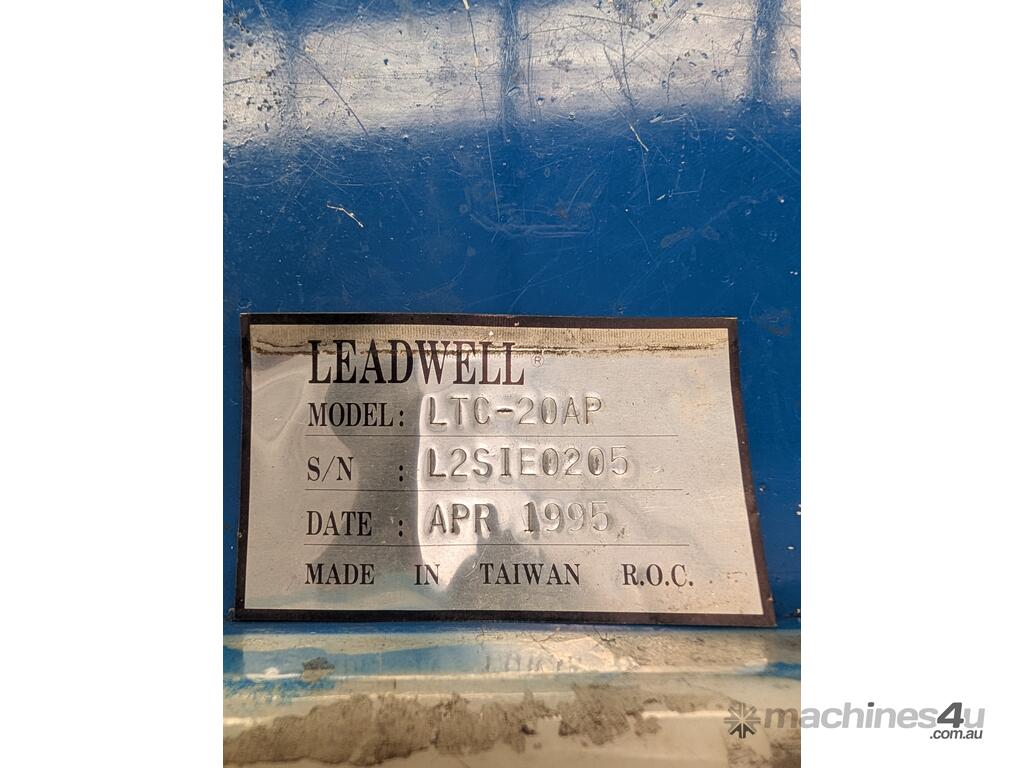 LEADWELL®
MODEL: LTC-20AP
S/N : L2SIE0205
DATE : APR 1995
MADE IN TAIWAN R.O.C.
machines4u
.com.au